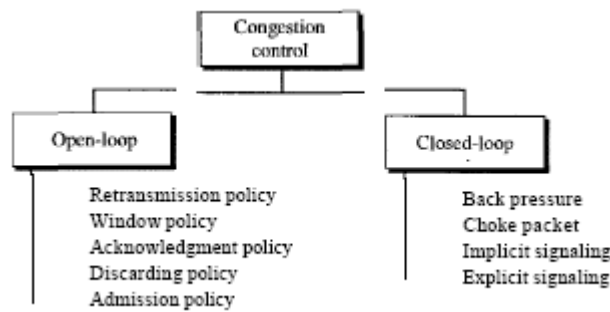 Congestion
control
Open-loop
Closed-loop
Retransmission policy
Window policy
Acknowledgment policy
Discarding policy
Admission policy
Back pressure
Choke packet
Implicit signaling
Explicit signaling